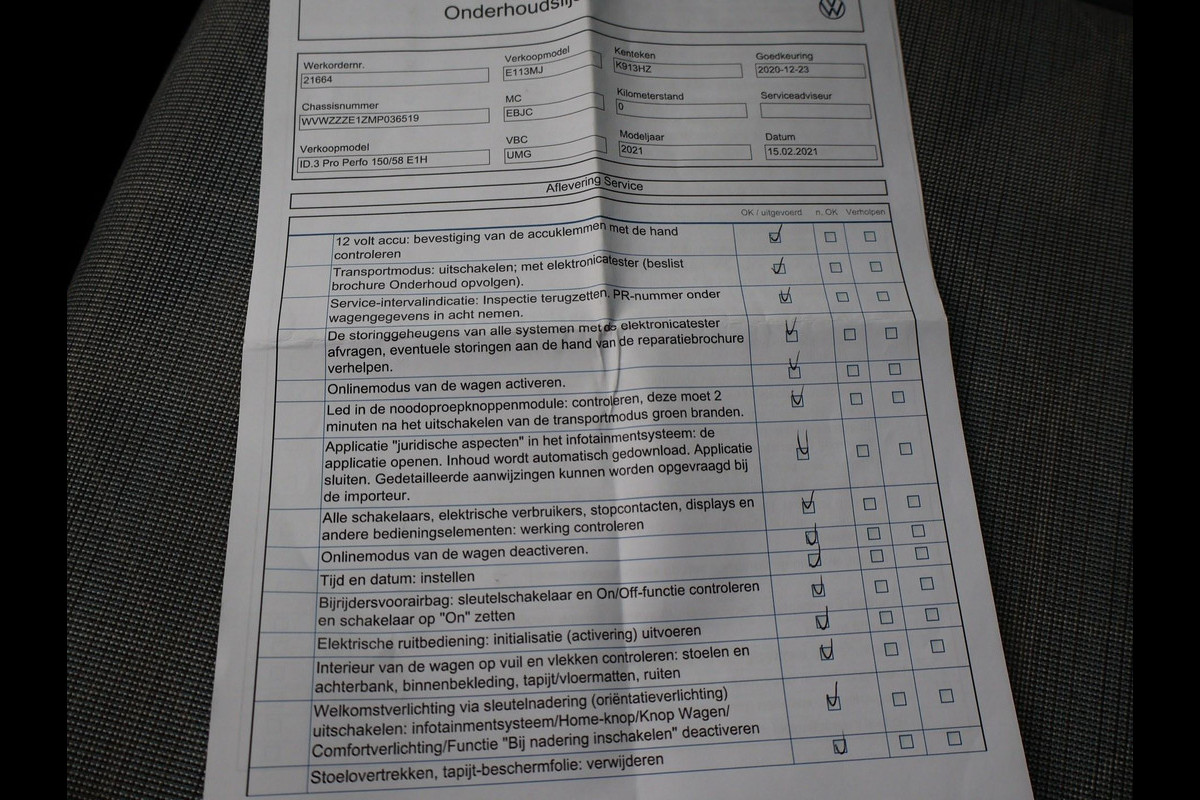 Onderhoudslijs
Werkordernr.
21664
Verkoopmodel
E113MJ
Kenteken
K913HZ
Goedkeuring
2020-12-23
Chassisnummer
WVWZZZE1ZMP036519
MC
EBJC
Kilometerstand
0
Serviceadviseur
Verkoopmodel
ID.3 Pro Perfo 150/58 E1H
VBC
UMG
Modeljaar
2021
Datum
15.02.2021
Aflevering Service
OK / uitgevoerd n. OK Verholpen
12 volt accu: bevestiging van de accuklemmen met de hand
controleren
Transportmodus: uitschakelen; met elektronicatester (beslist
brochure Onderhoud opvolgen).
Service-intervalindicatie: Inspectie terugzetten, PR-nummer onder
wagengegevens in acht nemen.
De storinggeheugens van alle systemen met de elektronicatester
afvragen, eventuele storingen aan de hand van de reparatiebrochure
verhelpen.
Onlinemodus van de wagen activeren.
Led in de noodoproepknoppenmodule: controleren, deze moet 2
minuten na het uitschakelen van de transportmodus groen branden.
Applicatie "juridische aspecten" in het infotainmentsysteem: de
applicatie openen. Inhoud wordt automatisch gedownload. Applicatie
sluiten. Gedetailleerde aanwijzingen kunnen worden opgevraagd bij
de importeur.
Alle schakelaars, elektrische verbruikers, stopcontacten, displays en
andere bedieningselementen: werking controleren
Onlinemodus van de wagen deactiveren.
Tijd en datum: instellen
Bijrijdersvoorairbag: sleutelschakelaar en On/Off-functie controleren
en schakelaar op "On" zetten
Elektrische ruitbediening: initialisatie (activering) uitvoeren
Interieur van de wagen op vuil en vlekken controleren: stoelen en
achterbank, binnenbekleding, tapijt/vloermatten, ruiten
Welkomstverlichting via sleutelnadering (oriëntatieverlichting)
uitschakelen: infotainmentsysteem/Home-knop/Knop Wagen/
Comfortverlichting/Functie "Bij nadering inschakelen" deactiveren
Stoelovertrekken, tapijt-beschermfolie: verwijderen